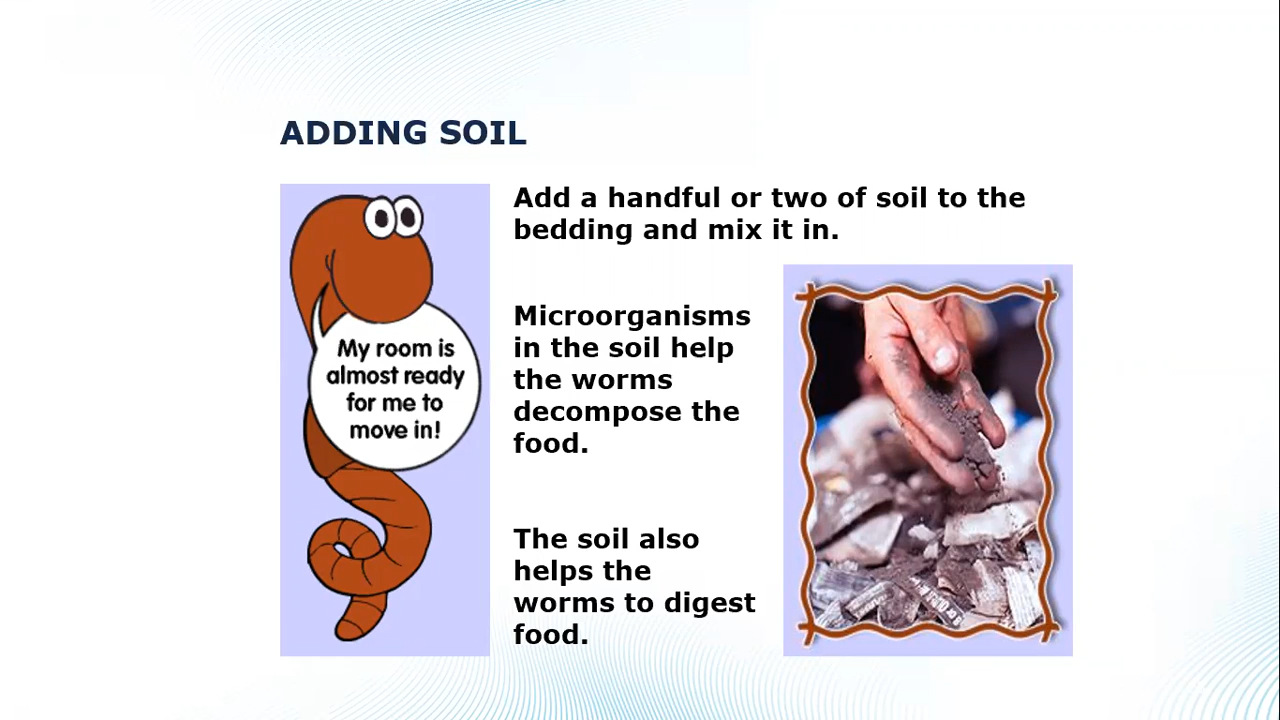 ADDING SOIL
Add a handful or two of soil to the
bedding and mix it in.
My room is
almost ready
for me to
move in!
Microorganisms
in the soil help
the worms
decompose the
food.
The soil also
helps the
worms to digest
food.